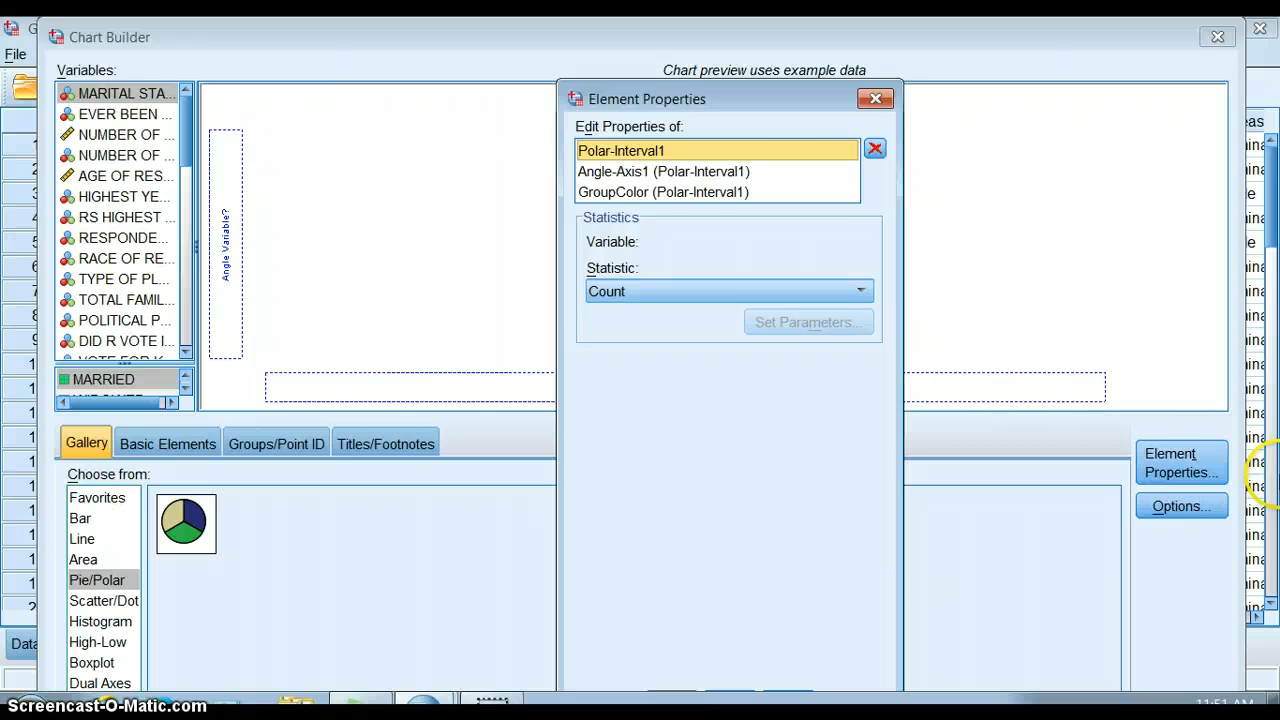 G
Chart Builder
File
Variables:
Chart preview uses example data
MARITAL STA...
EVER BEEN ...
NUMBER OF ...
NUMBER OF ...
AGE OF RES...
HIGHEST YE...
RS HIGHEST ...
RESPONDE...
RACE OF RE...
TYPE OF PL...
TOTAL FAMIL...
POLITICAL P...
DID R VOTE I...
MARRIED
Angle Variable?
Element Properties
Edit Properties of:
Polar-Interval1
Angle-Axis1 (Polar-Interval1)
GroupColor (Polar-Interval1)
Statistics
Variable:
Statistic:
Count
Set Parameters...
Gallery
Basic Elements
Groups/Point ID
Titles/Footnotes
Choose from:
Favorites
Bar
Line
Area
Pie/Polar
Scatter/Dot
Histogram
High-Low
Boxplot
Dual Axes
Element
Properties...
Options...
Data
11:51 AM
Screencast-O-Matic.com